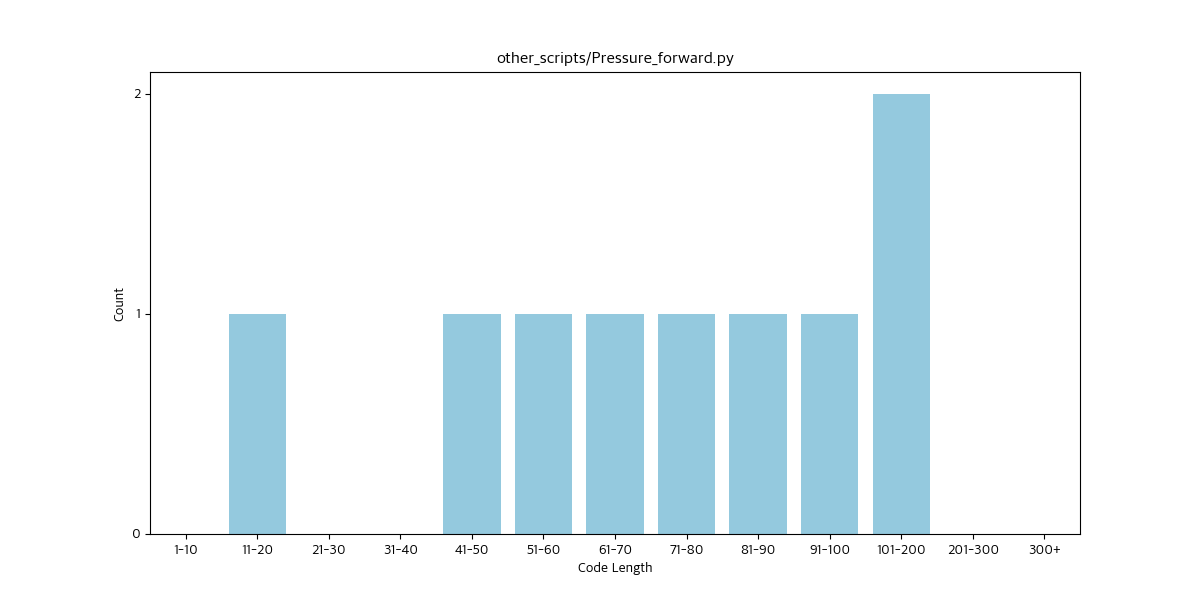 other_scripts/Pressure_forward.py
2
1
0
Count
1-10 11-20 21-30 31-40 41-50 51-60 61-70 71-80 81-90 91-100 101-200 201-300 300+
Code Length